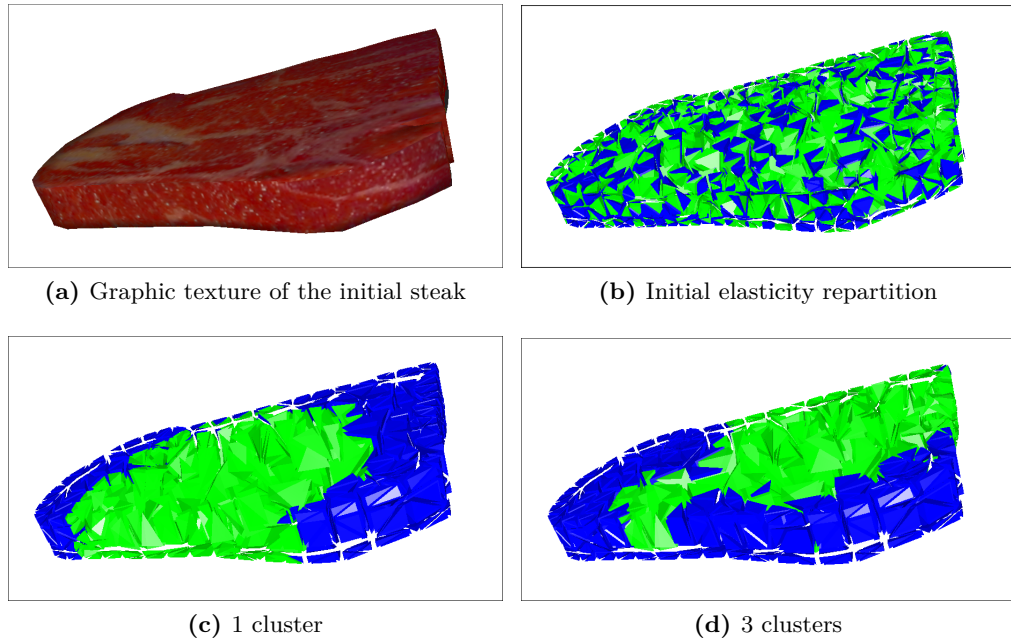 (a) Graphic texture of the initial steak
(b) Initial elasticity repartition
(c) 1 cluster
(d) 3 clusters